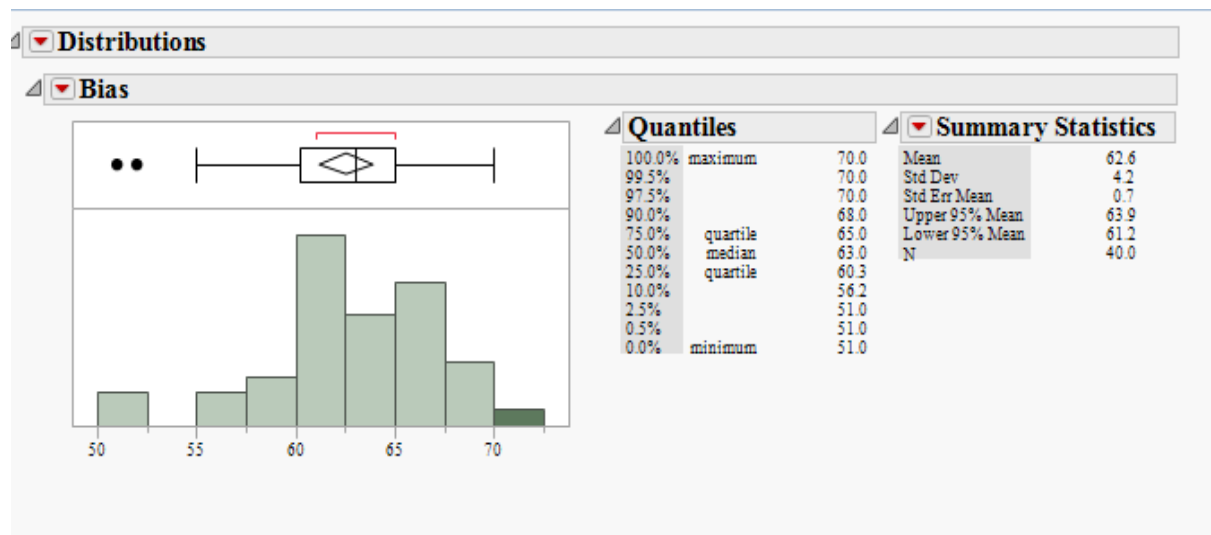 Distributions
Bias
Quantiles
100.0% maximum 70.0
99.5% 70.0
97.5% 70.0
90.0% 68.0
75.0% quartile 65.0
50.0% median 63.0
25.0% quartile 60.3
10.0% 56.2
2.5% 51.0
0.5% 51.0
0.0% minimum 51.0
Summary Statistics
Mean 62.6
Std Dev 4.2
Std Err Mean 0.7
Upper 95% Mean 63.9
Lower 95% Mean 61.2
N 40.0
50 55 60 65 70